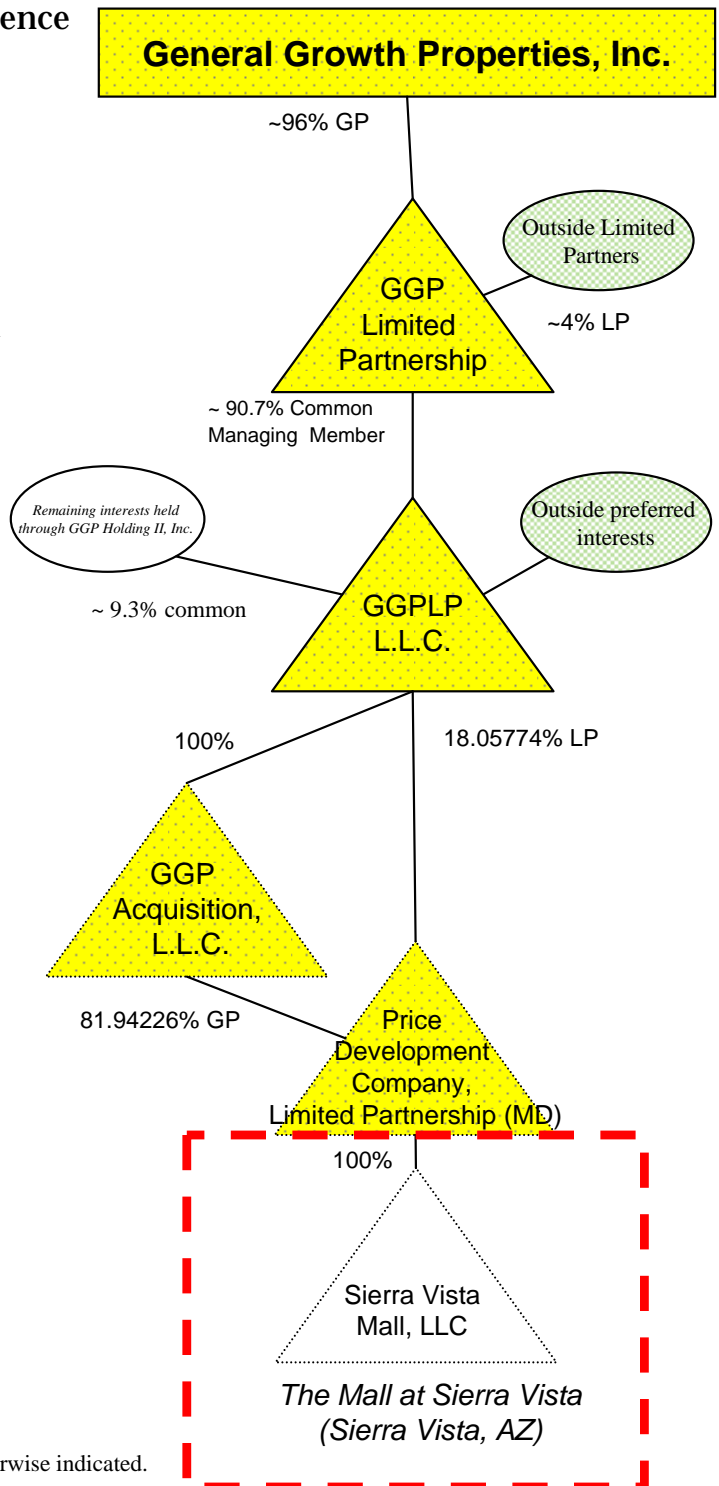 ence
General Growth Properties, Inc.
~96% GP
Outside Limited
Partners
GGP
Limited
Partnership
~4% LP
~ 90.7% Common
Managing Member
Remaining interests held
through GGP Holding II, Inc.
Outside preferred
interests
GGPLP
L.L.C.
~ 9.3% common
100%
18.05774% LP
GGP
Acquisition,
L.L.C.
81.94226% GP
Price
Development
Company,
Limited Partnership (MD)
100%
Sierra Vista
Mall, LLC
The Mall at Sierra Vista
(Sierra Vista, AZ)
rwise indicated.